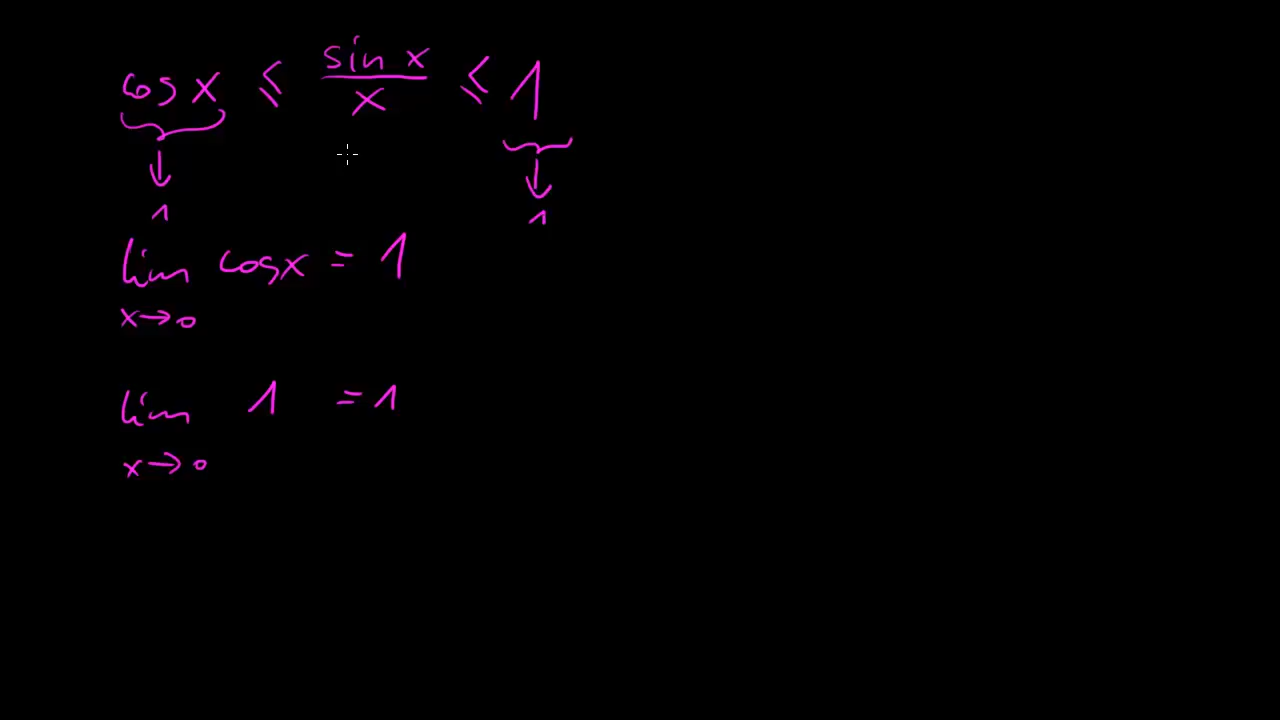 cos x ≤ sin x / x ≤ 1
1 1
lim cos x = 1
x→0
lim 1 = 1
x→0